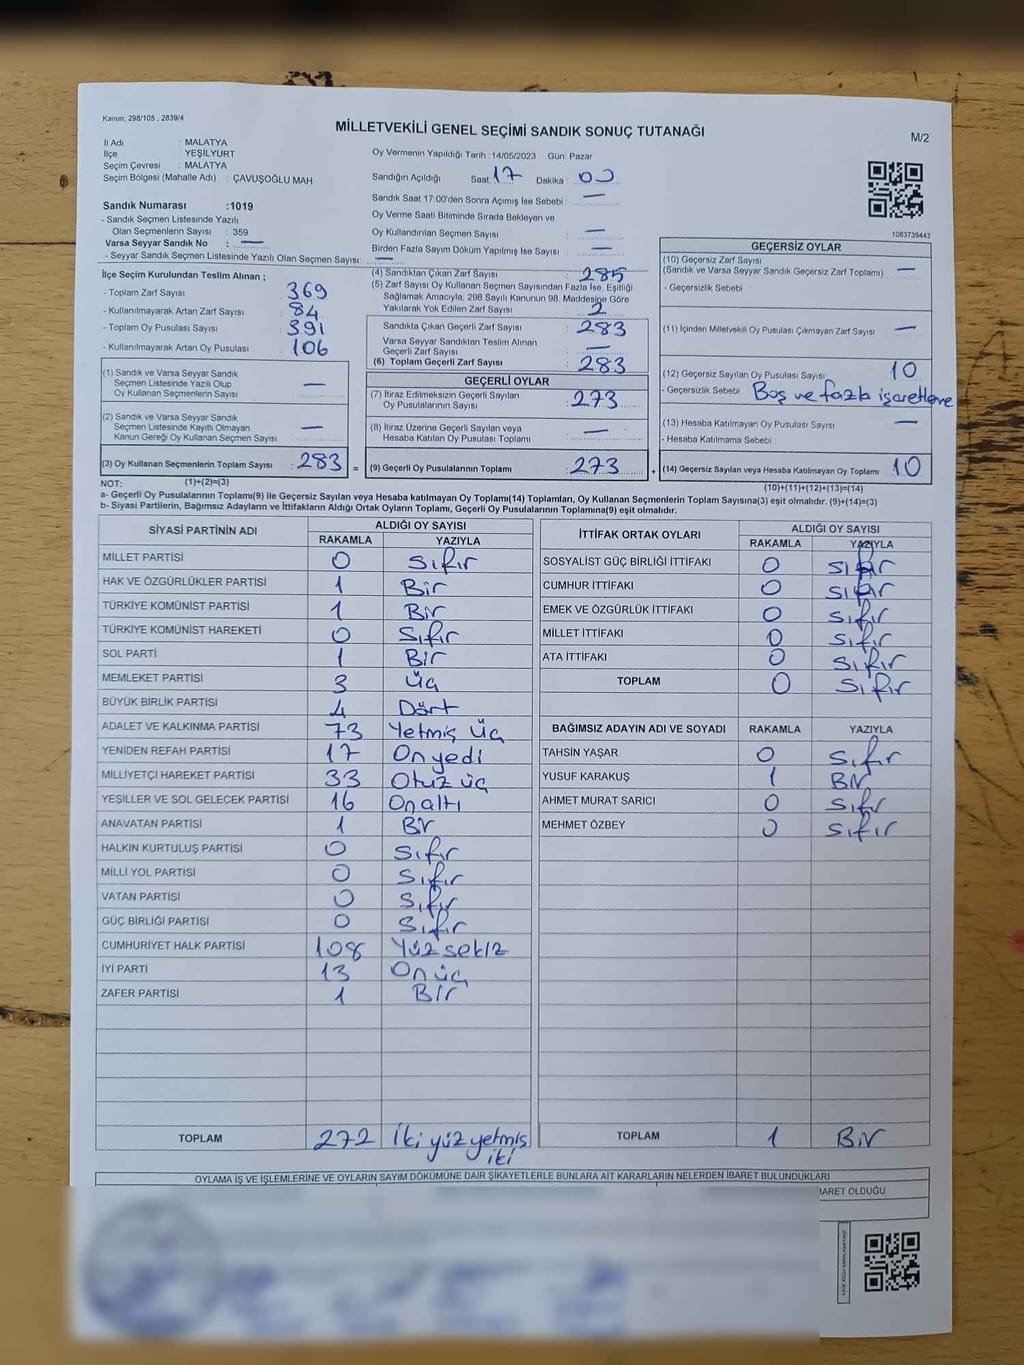 Kanun; 298/105 , 2839/4
MİLLETVEKİLİ GENEL SEÇİMİ SANDIK SONUÇ TUTANAĞI
M/2
İl Adı : MALATYA
İlçe : YEŞİLYURT
Seçim Çevresi : MALATYA
Seçim Bölgesi (Mahalle Adı) : ÇAVUŞOĞLU MAH
Oy Vermenin Yapıldığı Tarih : 14/05/2023 Gün: Pazar
Sandığın Açıldığı Saat: 17 Dakika : 00
Sandık Saat 17:00'den Sonra Açımış İse Sebebi : —
Oy Verme Saati Bitiminde Sırada Bekleyen ve
Oy Kullandırılan Seçmen Sayısı : —
Birden Fazla Sayım Döküm Yapılmış İse Sayısı : —
Sandık Numarası :1019
- Sandık Seçmen Listesinde Yazılı
Olan Seçmenlerin Sayısı : 359
Varsa Seyyar Sandık No : —
- Seyyar Sandık Seçmen Listesinde Yazılı Olan Seçmen Sayısı: —
1083739443
İlçe Seçim Kurulundan Teslim Alınan ;
- Toplam Zarf Sayısı : 369
- Kullanılmayarak Artan Zarf Sayısı : 84
- Toplam Oy Pusulası Sayısı : 391
- Kullanılmayarak Artan Oy Pusulası : 106
(1) Sandık ve Varsa Seyyar Sandık
Seçmen Listesinde Yazılı Olup
Oy Kullanan Seçmenlerin Sayısı : —
(2) Sandık ve Varsa Seyyar Sandık
Seçmen Listesinde Kayıtlı Olmayan
Kanun Gereği Oy Kullanan Seçmen Sayısı : —
(3) Oy Kullanan Seçmenlerin Toplam Sayısı : 283 =
(1)+(2)=(3)
(4) Sandıktan Çıkan Zarf Sayısı : 285
(5) Zarf Sayısı Oy Kullanan Seçmen Sayısından Fazla İse, Eşitliği
Sağlamak Amacıyla, 298 Sayılı Kanunun 98. Maddesine Göre
Yakılarak Yok Edilen Zarf Sayısı : 2
Sandıkta Çıkan Geçerli Zarf Sayısı : 283
Varsa Seyyar Sandıktan Teslim Alınan
Geçerli Zarf Sayısı : —
(6) Toplam Geçerli Zarf Sayısı : 283
GEÇERLİ OYLAR
(7) İtiraz Edilmeksizin Geçerli Sayılan
Oy Pusulalarının Sayısı : 273
(8) İtiraz Üzerine Geçerli Sayılan veya
Hesaba Katılan Oy Pusulası Toplamı : —
(9) Geçerli Oy Pusulalarının Toplamı : 273 +
GEÇERSİZ OYLAR
(10) Geçersiz Zarf Sayısı
(Sandık ve Varsa Seyyar Sandık Geçersiz Zarf Toplamı) : —
- Geçersizlik Sebebi :
(11) İçinden Milletvekili Oy Pusulası Çıkmayan Zarf Sayısı : —
(12) Geçersiz Sayılan Oy Pusulası Sayısı : 10
- Geçersizlik Sebebi : Boş ve fazla işaretleme
(13) Hesaba Katılmayan Oy Pusulası Sayısı : —
- Hesaba Katılmama Sebebi :
(14) Geçersiz Sayılan veya Hesaba Katılmayan Oy Toplamı : 10
(10)+(11)+(12)+(13)=(14)
NOT:
a- Geçerli Oy Pusulalarının Toplamı(9) ile Geçersiz Sayılan veya Hesaba katılmayan Oy Toplamı(14) Toplamları, Oy Kullanan Seçmenlerin Toplam Sayısına(3) eşit olmalıdır. (9)+(14)=(3)
b- Siyasi Partilerin, Bağımsız Adayların ve İttifakların Aldığı Ortak Oyların Toplamı, Geçerli Oy Pusulalarının Toplamına(9) eşit olmalıdır.
SİYASİ PARTİNİN ADI ALDIĞI OY SAYISI
RAKAMLA YAZIYLA
MİLLET PARTİSİ 0 Sıfır
HAK VE ÖZGÜRLÜKLER PARTİSİ 1 Bir
TÜRKİYE KOMÜNİST PARTİSİ 1 Bir
TÜRKİYE KOMÜNİST HAREKETİ 0 Sıfır
SOL PARTİ 1 Bir
MEMLEKET PARTİSİ 3 üç
BÜYÜK BİRLİK PARTİSİ 4 Dört
ADALET VE KALKINMA PARTİSİ 73 Yetmiş üç
YENİDEN REFAH PARTİSİ 17 On yedi
MİLLİYETÇİ HAREKET PARTİSİ 33 Otuz üç
YEŞİLLER VE SOL GELECEK PARTİSİ 16 On altı
ANAVATAN PARTİSİ 1 Bir
HALKIN KURTULUŞ PARTİSİ 0 Sıfır
MİLLİ YOL PARTİSİ 0 Sıfır
VATAN PARTİSİ 0 Sıfır
GÜÇ BİRLİĞİ PARTİSİ 0 Sıfır
CUMHURİYET HALK PARTİSİ 108 Yüz sekiz
İYİ PARTİ 13 On üç
ZAFER PARTİSİ 1 Bir
TOPLAM 272 İki yüz yetmiş
iki
İTTİFAK ORTAK OYLARI ALDIĞI OY SAYISI
RAKAMLA YAZIYLA
SOSYALİST GÜÇ BİRLİĞİ İTTİFAKI 0 Sıfır
CUMHUR İTTİFAKI 0 Sıfır
EMEK VE ÖZGÜRLÜK İTTİFAKI 0 Sıfır
MİLLET İTTİFAKI 0 Sıfır
ATA İTTİFAKI 0 Sıfır
TOPLAM 0 Sıfır
BAĞIMSIZ ADAYIN ADI VE SOYADI RAKAMLA YAZIYLA
TAHSİN YAŞAR 0 Sıfır
YUSUF KARAKUŞ 1 Bir
AHMET MURAT SARICI 0 Sıfır
MEHMET ÖZBEY 0 Sıfır
TOPLAM 1 Bir
OYLAMA İŞ VE İŞLEMLERİNE VE OYLARIN SAYIM DÖKÜMÜNE DAİR ŞİKAYETLERLE BUNLARA AİT KARARLARIN NELERDEN İBARET BULUNDUKLARI
BARET OLDUĞU